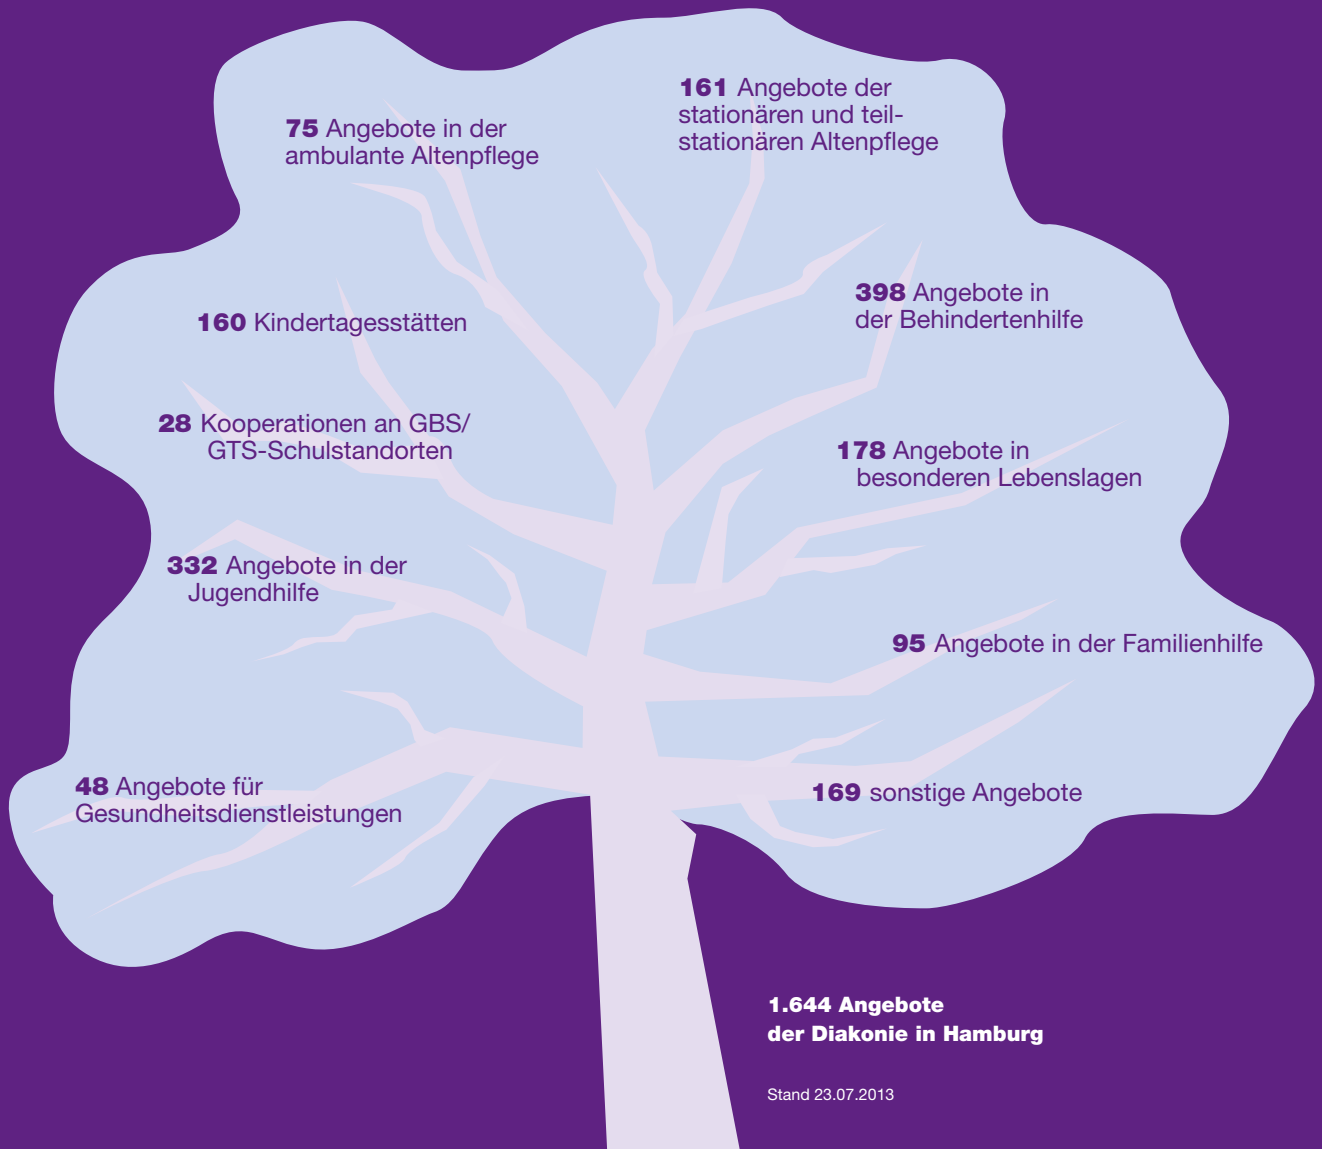 75 Angebote in der
ambulante Altenpflege
161 Angebote der
stationären und teil-
stationären Altenpflege
160 Kindertagesstätten
398 Angebote in
der Behindertenhilfe
28 Kooperationen an GBS/
GTS-Schulstandorten
178 Angebote in
besonderen Lebenslagen
332 Angebote in der
Jugendhilfe
95 Angebote in der Familienhilfe
48 Angebote für
Gesundheitsdienstleistungen
169 sonstige Angebote
1.644 Angebote
der Diakonie in Hamburg
Stand 23.07.2013